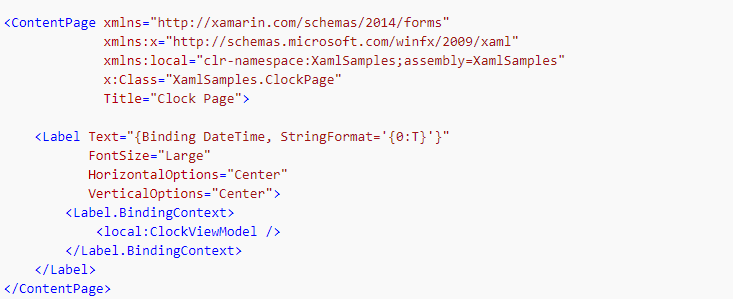 <ContentPage xmlns="http://xamarin.com/schemas/2014/forms"
             xmlns:x="http://schemas.microsoft.com/winfx/2009/xaml"
             xmlns:local="clr-namespace:XamlSamples;assembly=XamlSamples"
             x:Class="XamlSamples.ClockPage"
             Title="Clock Page">

    <Label Text="{Binding DateTime, StringFormat='{0:T}'}"
           FontSize="Large"
           HorizontalOptions="Center"
           VerticalOptions="Center">
        <Label.BindingContext>
            <local:ClockViewModel />
        </Label.BindingContext>
    </Label>
</ContentPage>